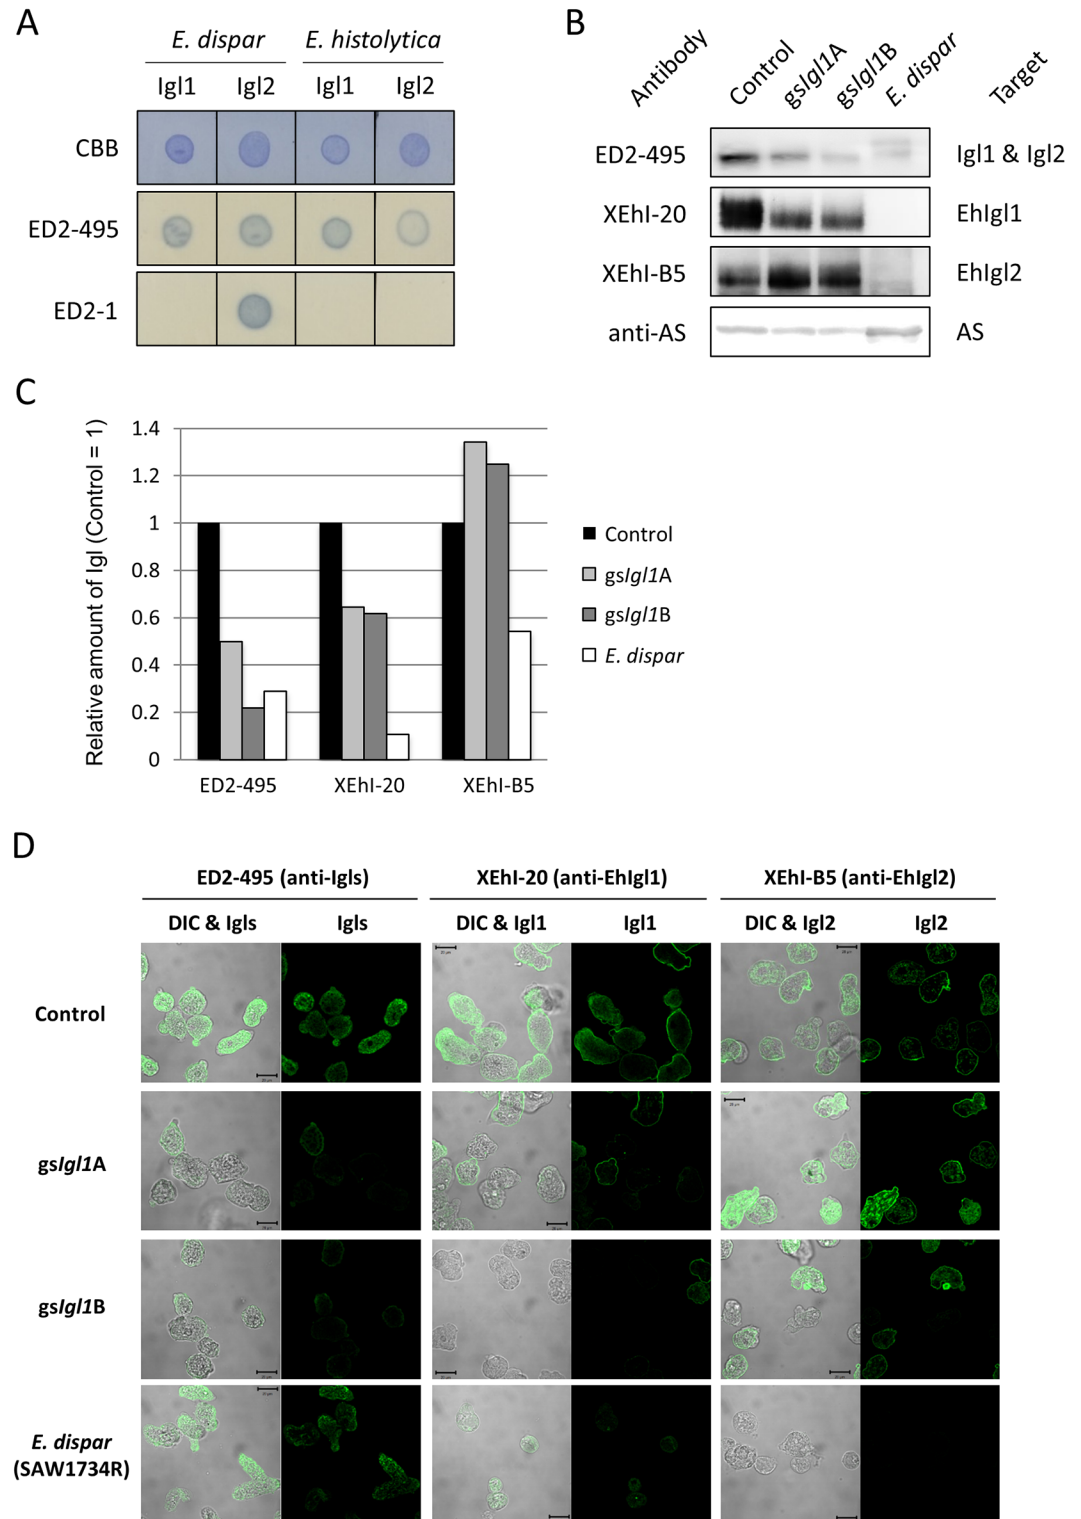 A
E. dispar E. histolytica
Igl1 Igl2 Igl1 Igl2
CBB
ED2-495
ED2-1
B
Antibody Control gsIgl1A gsIgl1B E. dispar Target
ED2-495 Igl1 & Igl2
XEhI-20 EhIgl1
XEhI-B5 EhIgl2
anti-AS AS
C
Relative amount of Igl (Control = 1)
1.4
1.2
1
0.8
0.6
0.4
0.2
0
ED2-495 XEhI-20 XEhI-B5
Control
gsIgl1A
gsIgl1B
E. dispar
D
ED2-495 (anti-Igls) XEhI-20 (anti-EhIgl1) XEhI-B5 (anti-EhIgl2)
DIC & Igls Igls DIC & Igl1 Igl1 DIC & Igl2 Igl2
Control
gsIgl1A
gsIgl1B
E. dispar
(SAW1734R)